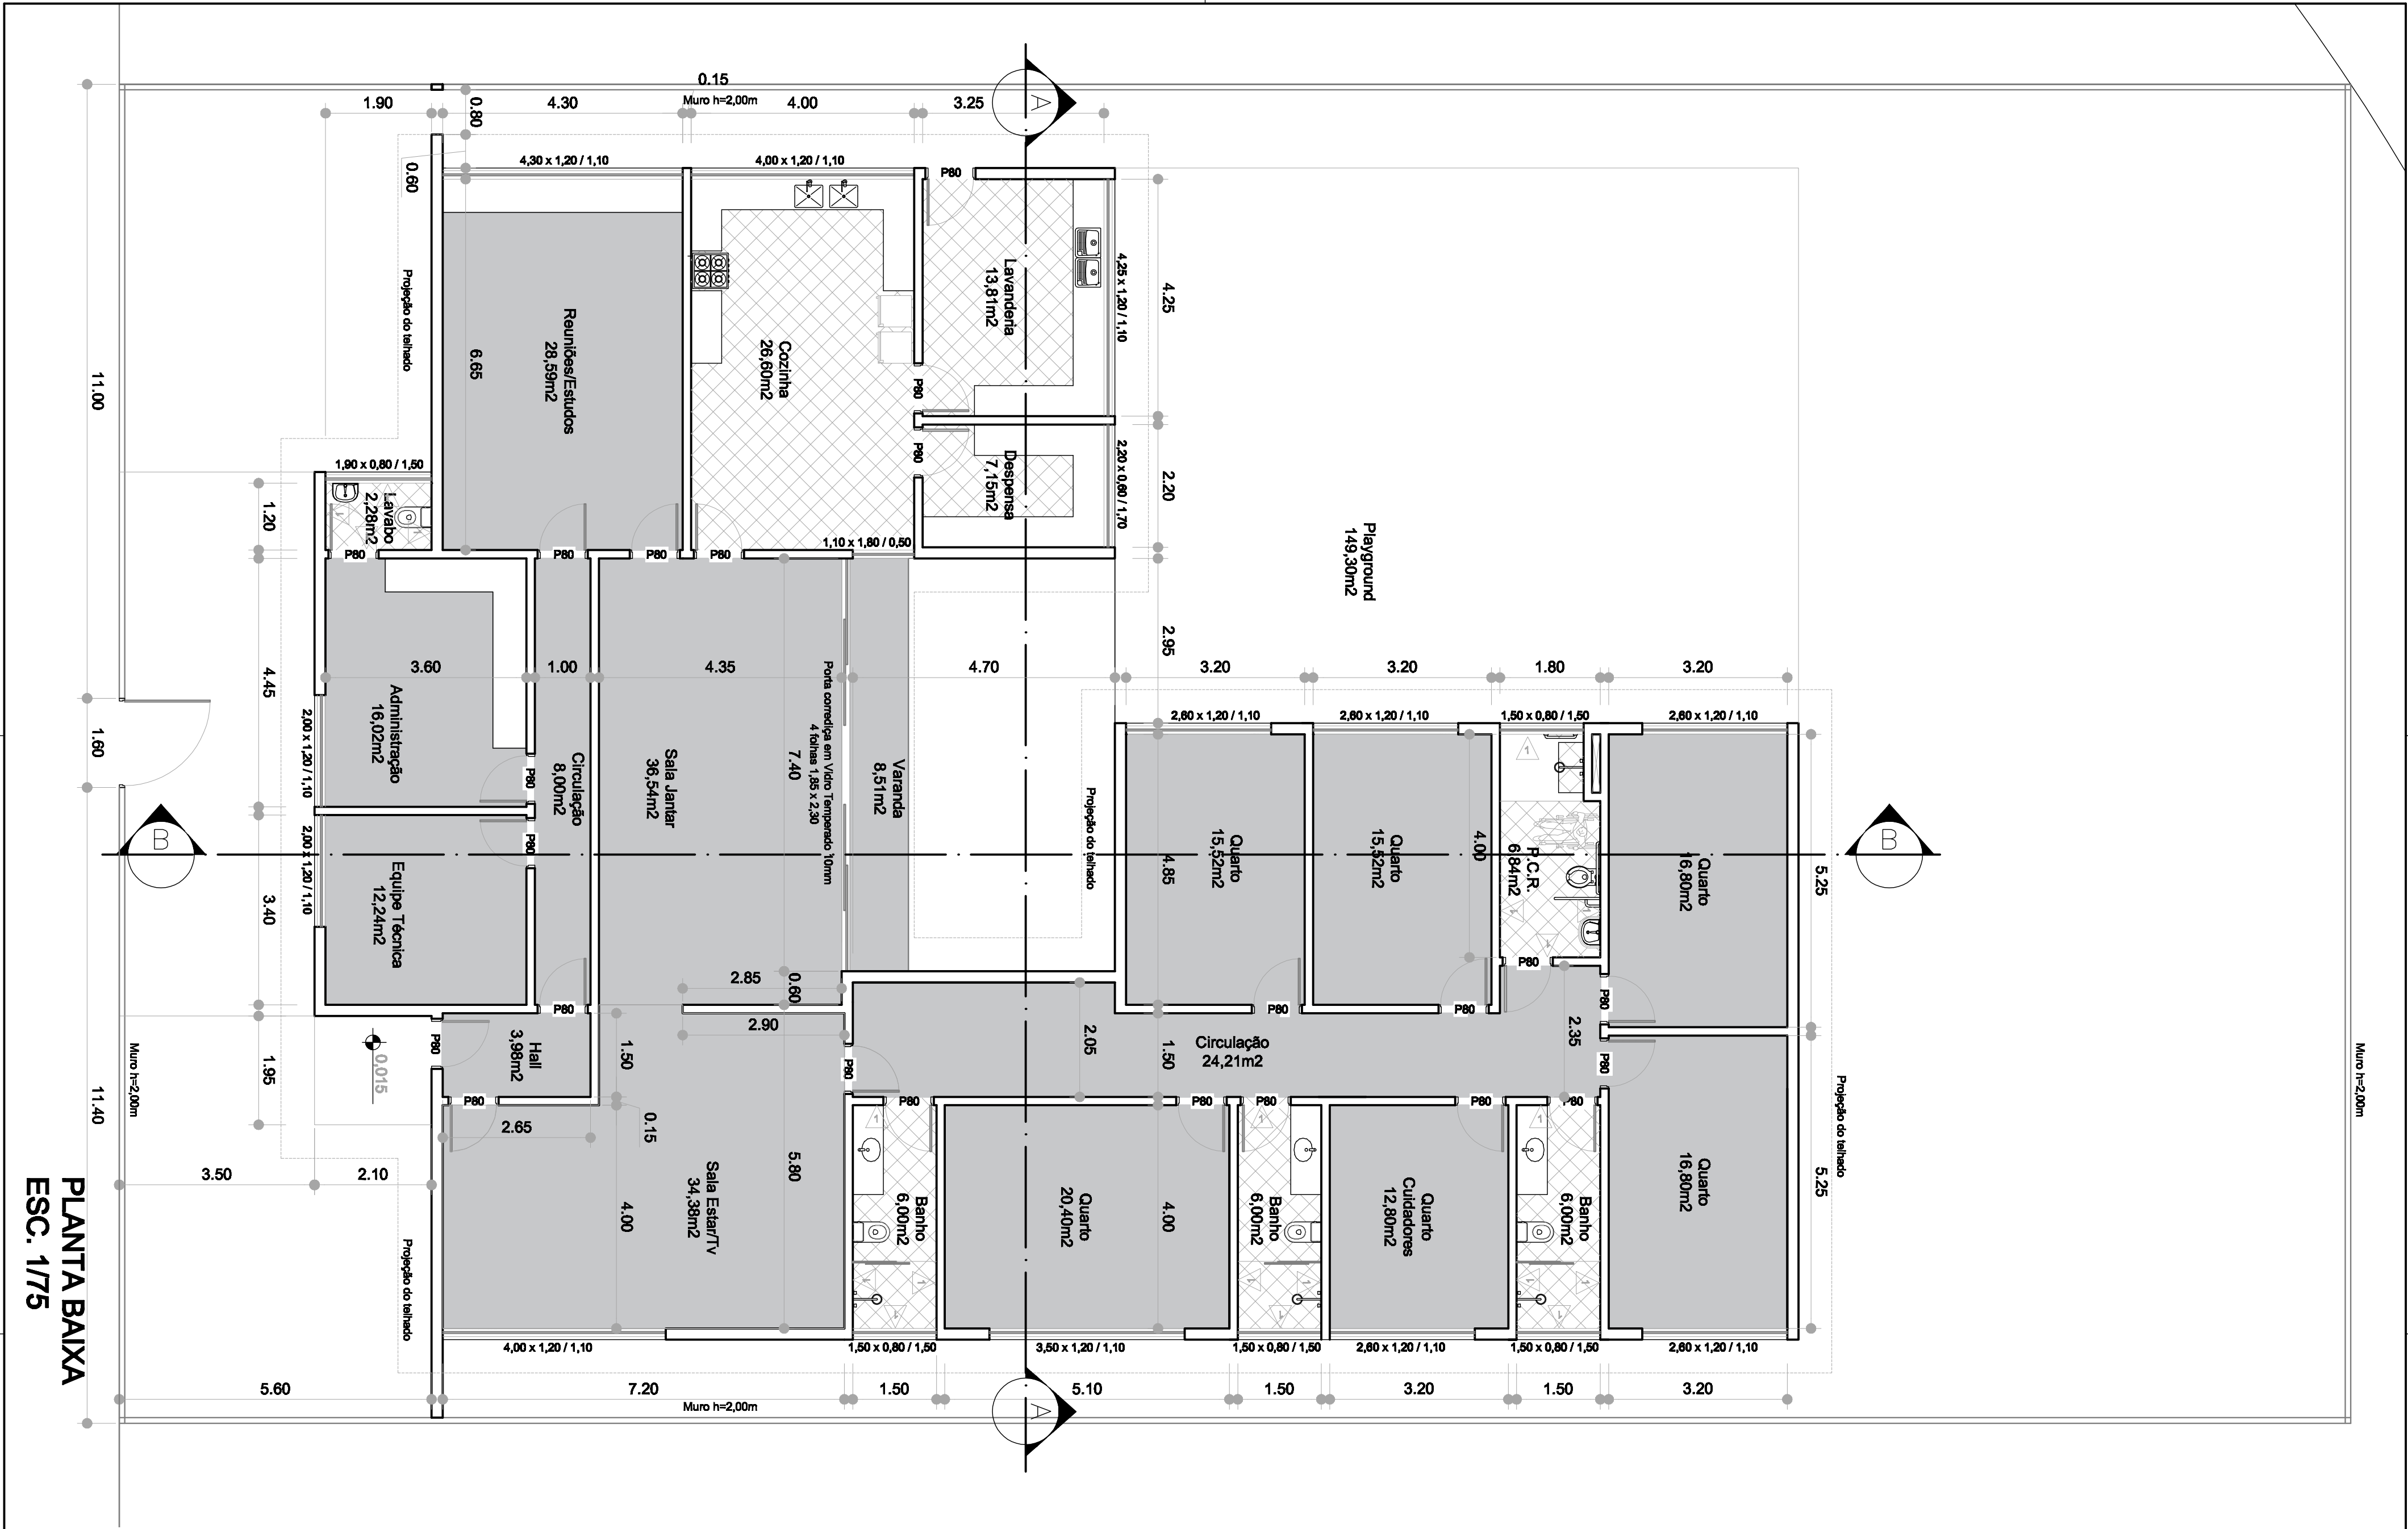 0.15
Muro h=2,00m
1.90
0.80
4.30
4.00
3.25
A
0.60
4,30 x 1,20 / 1,10
4,00 x 1,20 / 1,10
P80
Projeção do telhado
Reuniões/Estudos
28,59m2
6.65
Cozinha
26,60m2
Lavanderia
13,81m2
4,25 x 1,20 / 1,10
4.25
P80
P80
Despensa
7,15m2
2,20 x 0,60 / 1,70
2.20
11.00
1,90 x 0,80 / 1,50
Lavabo
2,28m2
1
1
1.20
P80
P80
P80
P80
1,10 x 1,80 / 0,50
Playground
149,30m2
2.95
4.45
3.60
1.00
4.35
4.70
3.20
3.20
1.80
3.20
Administração
16,02m2
2,00 x 1,20 / 1,10
P80
Circulação
8,00m2
Sala Jantar
36,54m2
7.40
Porta corrediça em Vidro Temperado 10mm
4 folhas 1,85 x 2,30
Varanda
8,51m2
2,60 x 1,20 / 1,10
2,60 x 1,20 / 1,10
1,50 x 0,80 / 1,50
2,60 x 1,20 / 1,10
1
1.60
B
B
2,00 x 1,20 / 1,10
P80
Equipe Técnica
12,24m2
3.40
Projeção do telhado
4.85
Quarto
15,52m2
Quarto
15,52m2
4.00
P.C.R.
6,84m2
1
1
Quarto
16,80m2
5.25
P80
2.85
0.60
P80
P80
P80
P80
Muro h=2,00m
0,015
1.95
P80
Hall
3,98m2
1.50
2.90
P80
2.05
1.50
Circulação
24,21m2
2.35
P80
Projeção do telhado
Muro h=2,00m
11.40
P80
2.65
0.15
P80
P80
P80
P80
P80
1
1
1
3.50
2.10
Sala Estar/Tv
34,38m2
4.00
5.80
Banho
6,00m2
Quarto
20,40m2
4.00
Banho
6,00m2
Quarto
Cuidadores
12,80m2
Banho
6,00m2
Quarto
16,80m2
5.25
1
1
1
1
1
1
1
1
1
Projeção do telhado
4,00 x 1,20 / 1,10
1,50 x 0,80 / 1,50
3,50 x 1,20 / 1,10
1,50 x 0,80 / 1,50
2,60 x 1,20 / 1,10
1,50 x 0,80 / 1,50
2,60 x 1,20 / 1,10
5.60
7.20
1.50
5.10
1.50
3.20
1.50
3.20
Muro h=2,00m
A
PLANTA BAIXA
ESC. 1/75